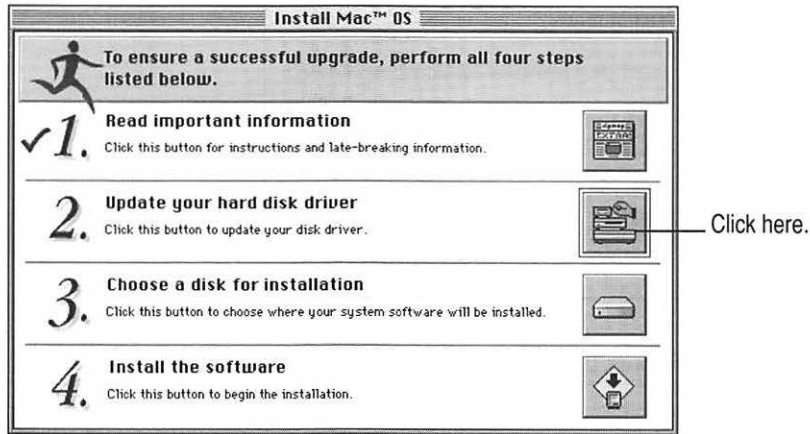 Install Mac™ OS
To ensure a successful upgrade, perform all four steps
listed below.
1. Read important information
Click this button for instructions and late-breaking information.
2. Update your hard disk driver
Click this button to update your disk driver.
Click here.
3. Choose a disk for installation
Click this button to choose where your system software will be installed.
4. Install the software
Click this button to begin the installation.